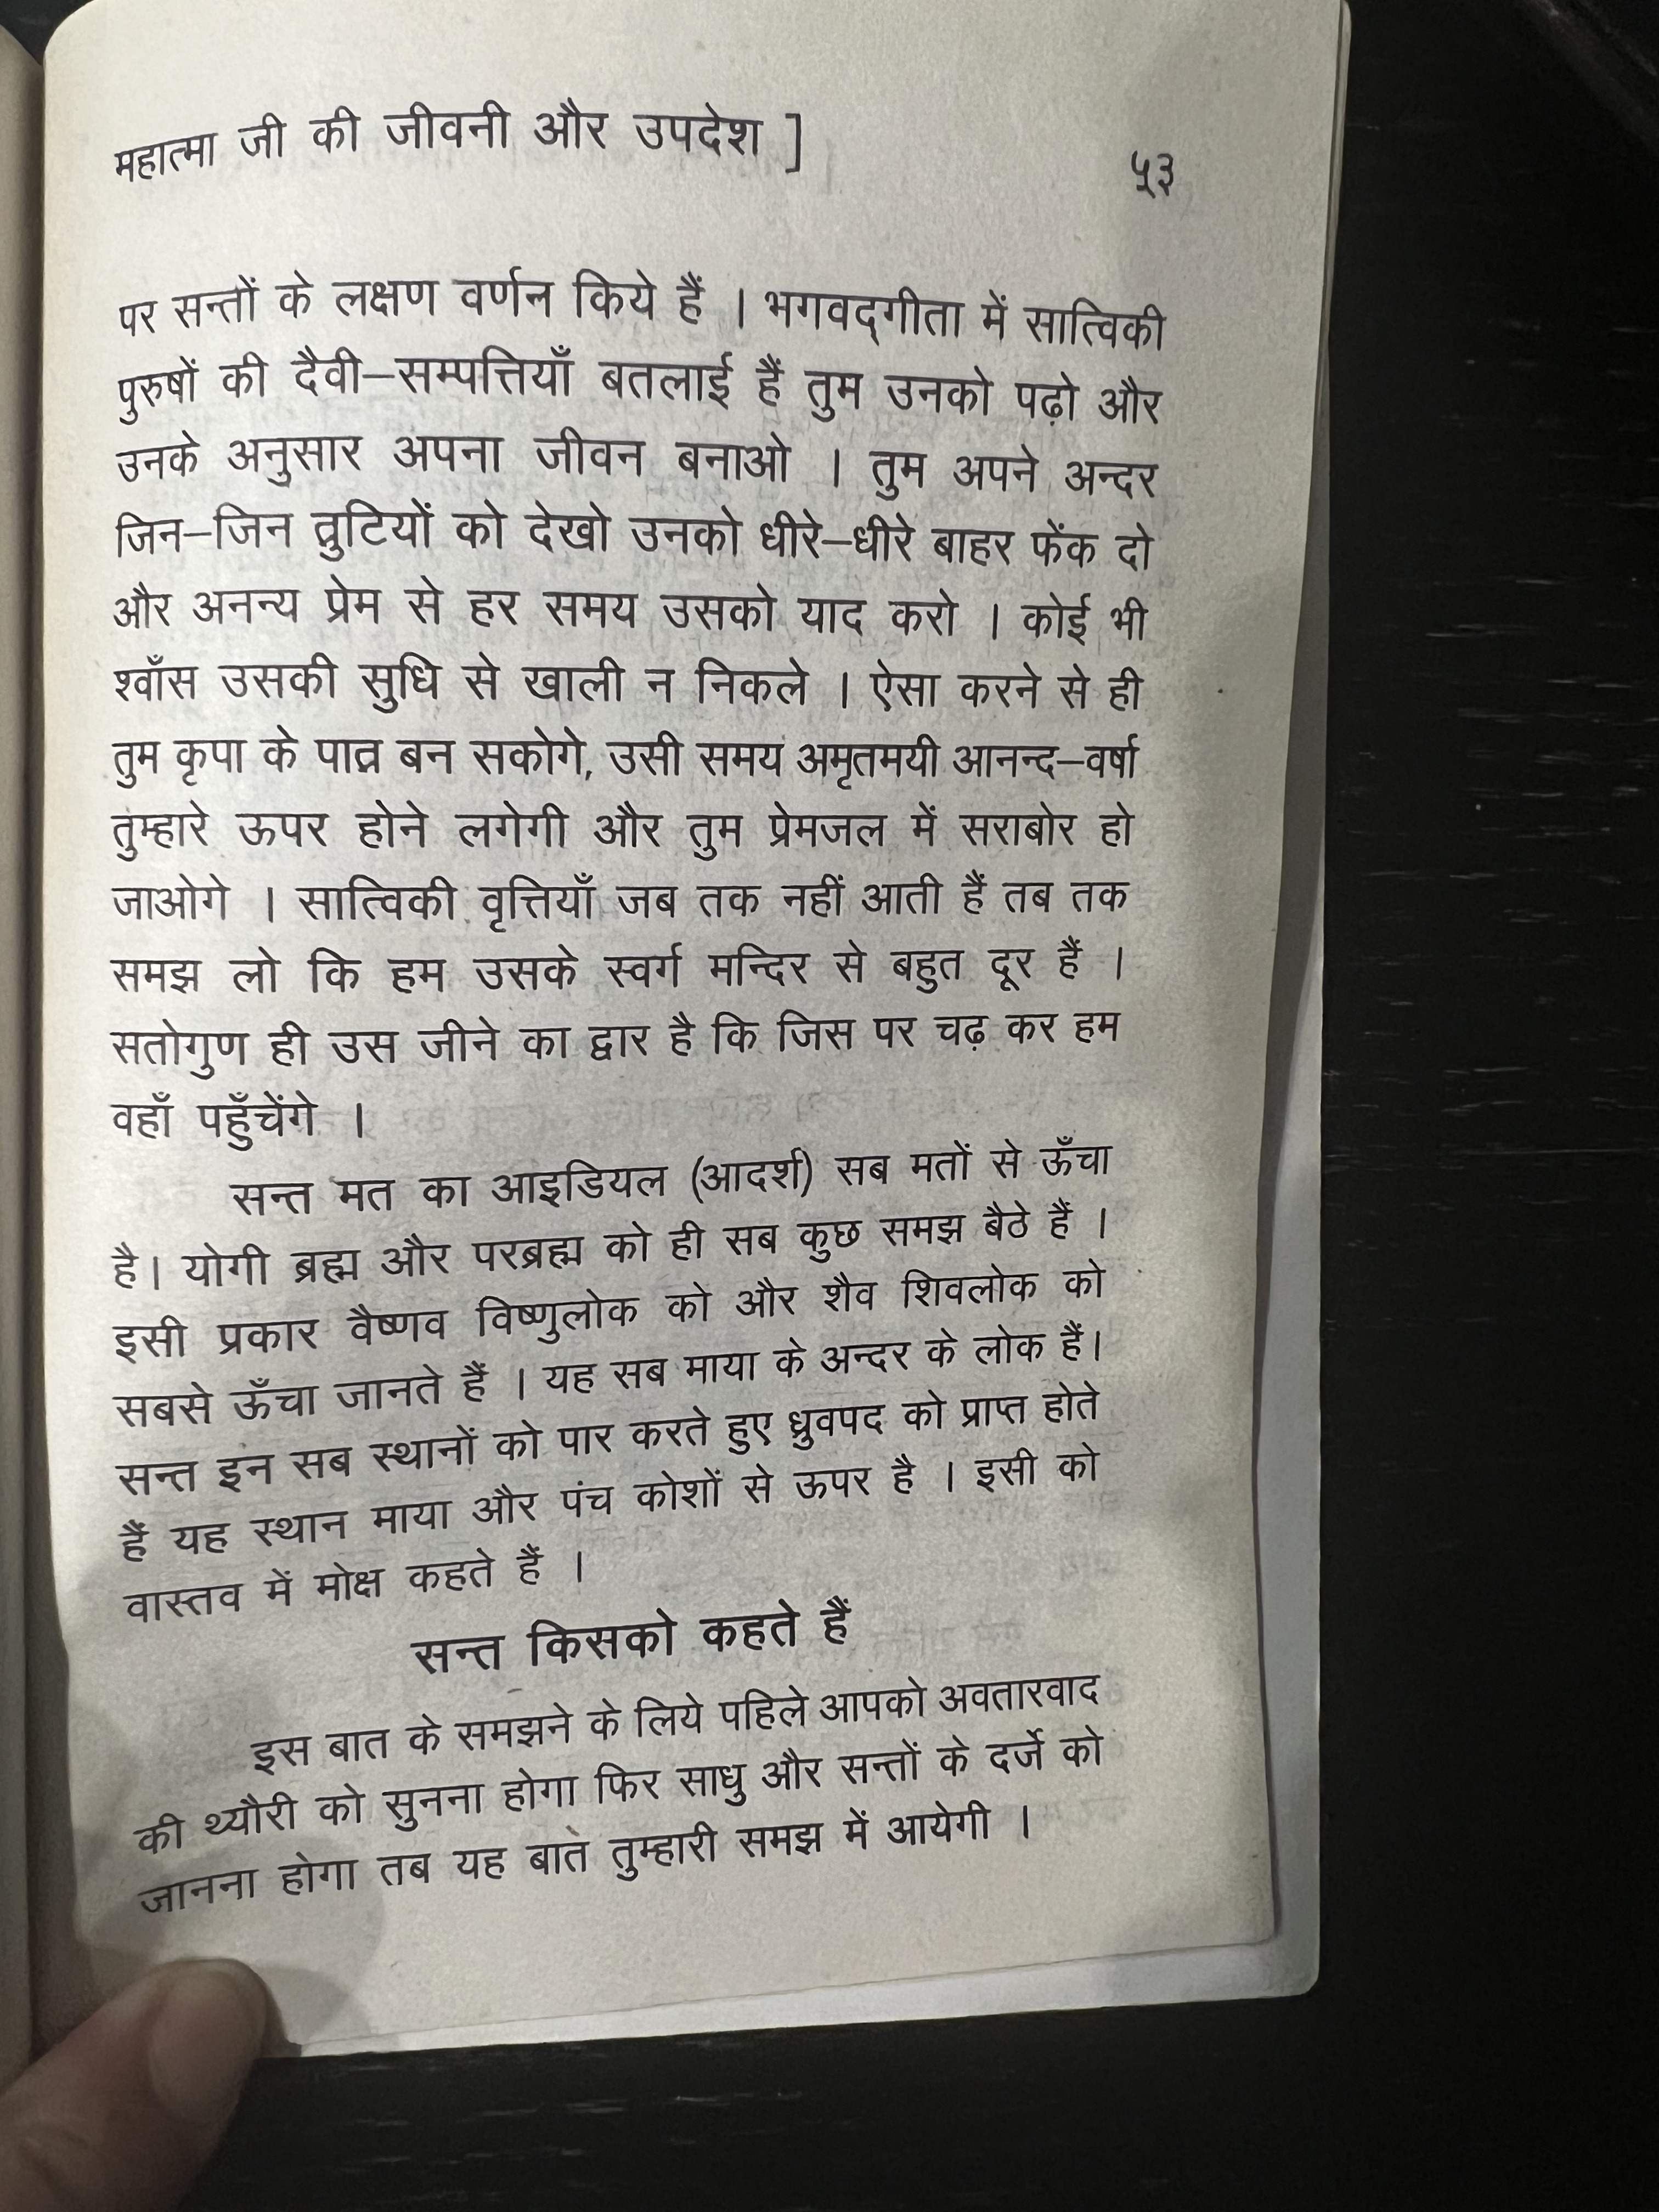 महात्मा जी की जीवनी और उपदेश ]
५३
पर सन्तों के लक्षण वर्णन किये हैं । भगवद्‌गीता में सात्विकी
पुरुषों की दैवी–सम्पत्तियाँ बतलाई हैं तुम उनको पढ़ो और
उनके अनुसार अपना जीवन बनाओ । तुम अपने अन्दर
जिन–जिन त्रुटियों को देखो उनको धीरे–धीरे बाहर फेंक दो
और अनन्य प्रेम से हर समय उसको याद करो । कोई भी
श्वाँस उसकी सुधि से खाली न निकले । ऐसा करने से ही
तुम कृपा के पात्र बन सकोगे, उसी समय अमृतमयी आनन्द–वर्षा
तुम्हारे ऊपर होने लगेगी और तुम प्रेमजल में सराबोर हो
जाओगे । सात्विकी वृत्तियाँ जब तक नहीं आती हैं तब तक
समझ लो कि हम उसके स्वर्ग मन्दिर से बहुत दूर हैं ।
सतोगुण ही उस जीने का द्वार है कि जिस पर चढ़ कर हम
वहाँ पहुँचेंगे ।
सन्त मत का आइडियल (आदर्श) सब मतों से ऊँचा
है। योगी ब्रह्म और परब्रह्म को ही सब कुछ समझ बैठे हैं ।
इसी प्रकार वैष्णव विष्णुलोक को और शैव शिवलोक को
सबसे ऊँचा जानते हैं । यह सब माया के अन्दर के लोक हैं।
सन्त इन सब स्थानों को पार करते हुए ध्रुवपद को प्राप्त होते
हैं यह स्थान माया और पंच कोशों से ऊपर है । इसी को
वास्तव में मोक्ष कहते हैं ।
सन्त किसको कहते हैं
इस बात के समझने के लिये पहिले आपको अवतारवाद
की थ्यौरी को सुनना होगा फिर साधु और सन्तों के दर्जे को
जानना होगा तब यह बात तुम्हारी समझ में आयेगी ।